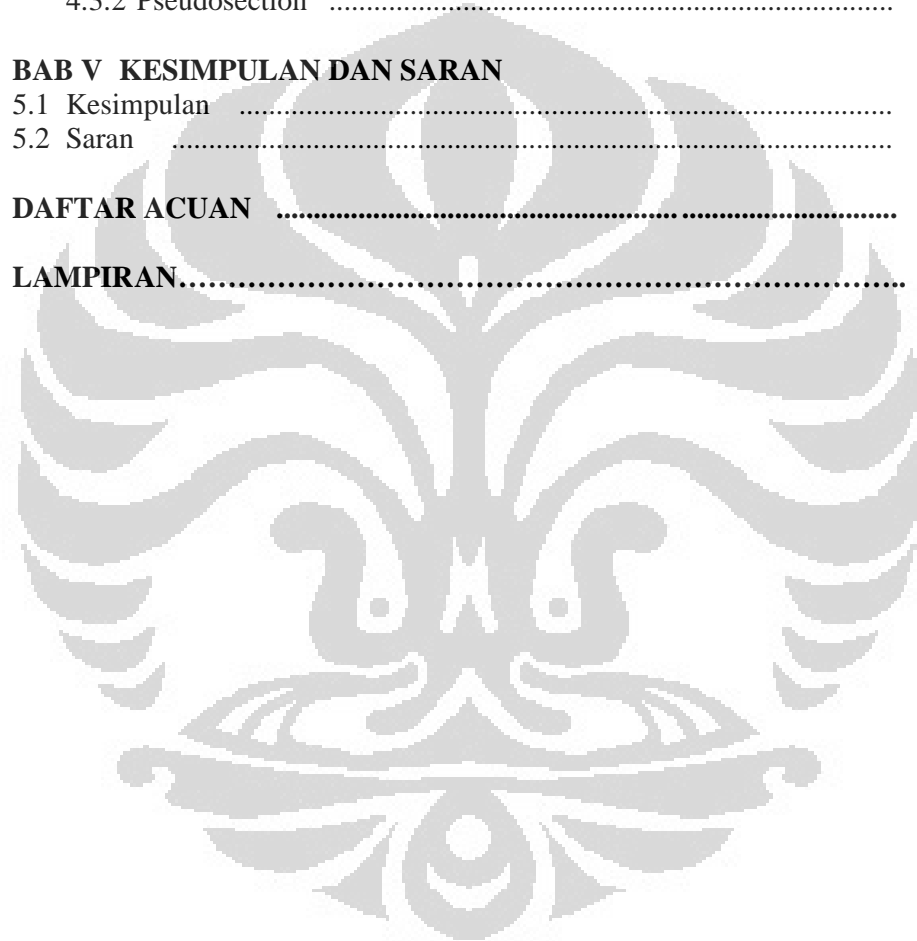 4.3.2 Pseudosection ................................................................................
BAB V KESIMPULAN DAN SARAN
5.1 Kesimpulan ................................................................................
5.2 Saran ................................................................................
DAFTAR ACUAN ................................................................................
LAMPIRAN................................................................................